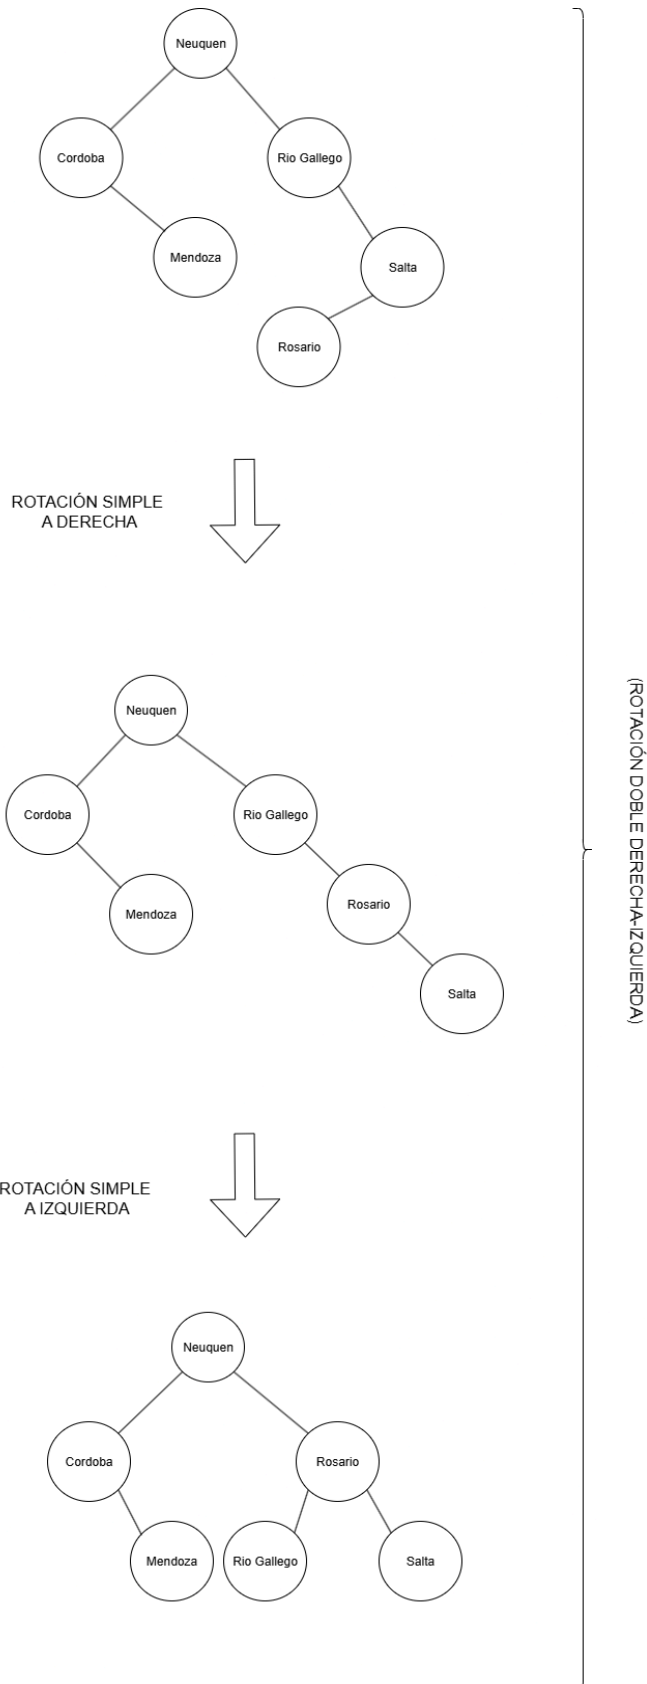 Neuquen
Cordoba
Rio Gallego
Mendoza
Salta
Rosario
ROTACIÓN SIMPLE
A DERECHA
Neuquen
Cordoba
Rio Gallego
Rosario
Mendoza
Salta
(ROTACIÓN DOBLE DERECHA-IZQUIERDA)
ROTACIÓN SIMPLE
A IZQUIERDA
Neuquen
Cordoba
Rosario
Mendoza
Rio Gallego
Salta